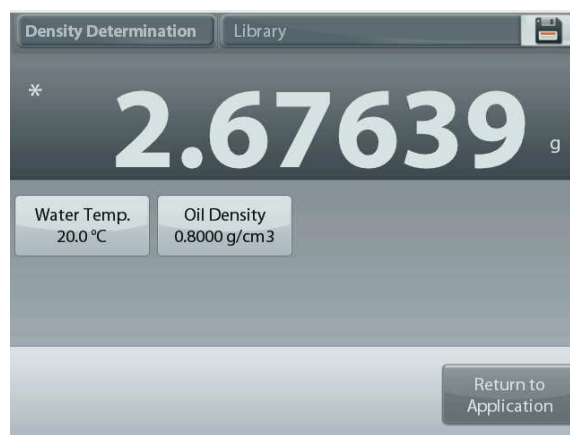 Density Determination Library
* 2.67639 g
Water Temp. Oil Density
20.0 °C 0.8000 g/cm3
Return to
Application